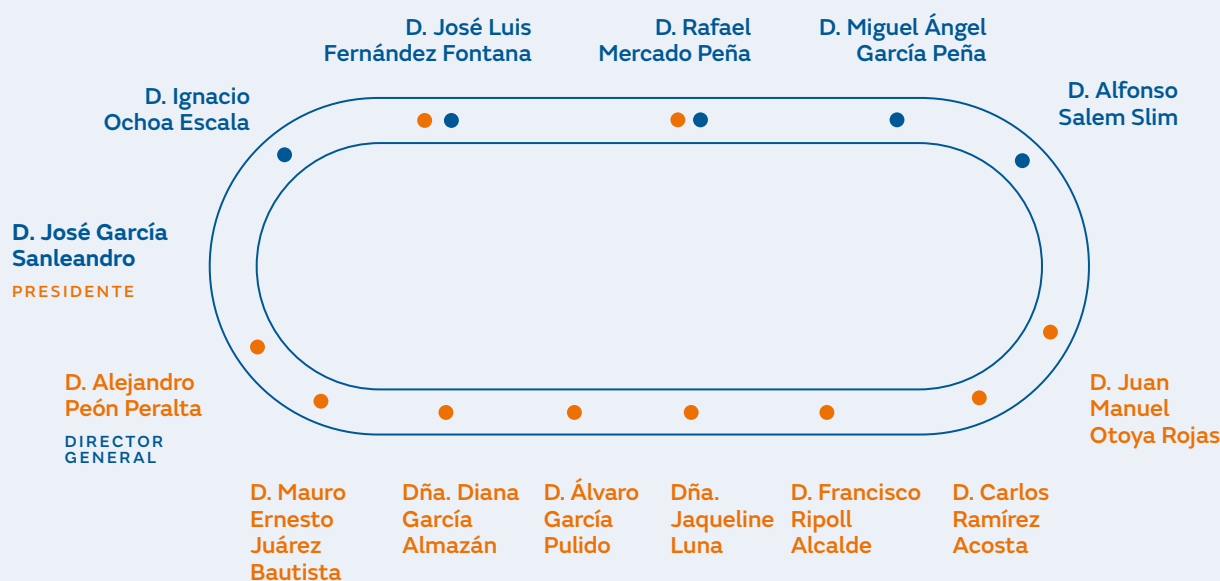 D. José Luis
Fernández Fontana
D. Rafael
Mercado Peña
D. Miguel Ángel
García Peña
D. Ignacio
Ochoa Escala
D. Alfonso
Salem Slim
D. José García
Sanleandro
PRESIDENTE
D. Alejandro
Peón Peralta
DIRECTOR
GENERAL
D. Juan
Manuel
Otoya Rojas
D. Mauro
Ernesto
Juárez
Bautista
Dña. Diana
García
Almazán
D. Álvaro
García
Pulido
Dña.
Jaqueline
Luna
D. Francisco
Ripoll
Alcalde
D. Carlos
Ramírez
Acosta